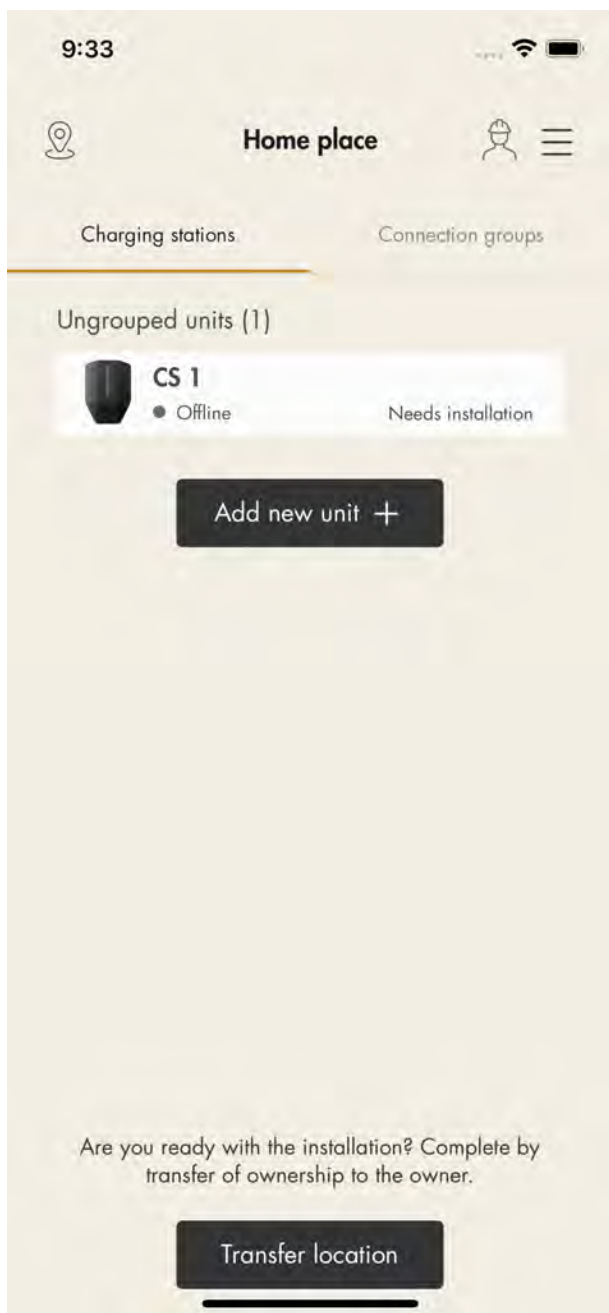 9:33
Home place
Charging stations
Connection groups
Ungrouped units (1)
CS 1
Offline
Needs installation
Add new unit +
Are you ready with the installation? Complete by
transfer of ownership to the owner.
Transfer location